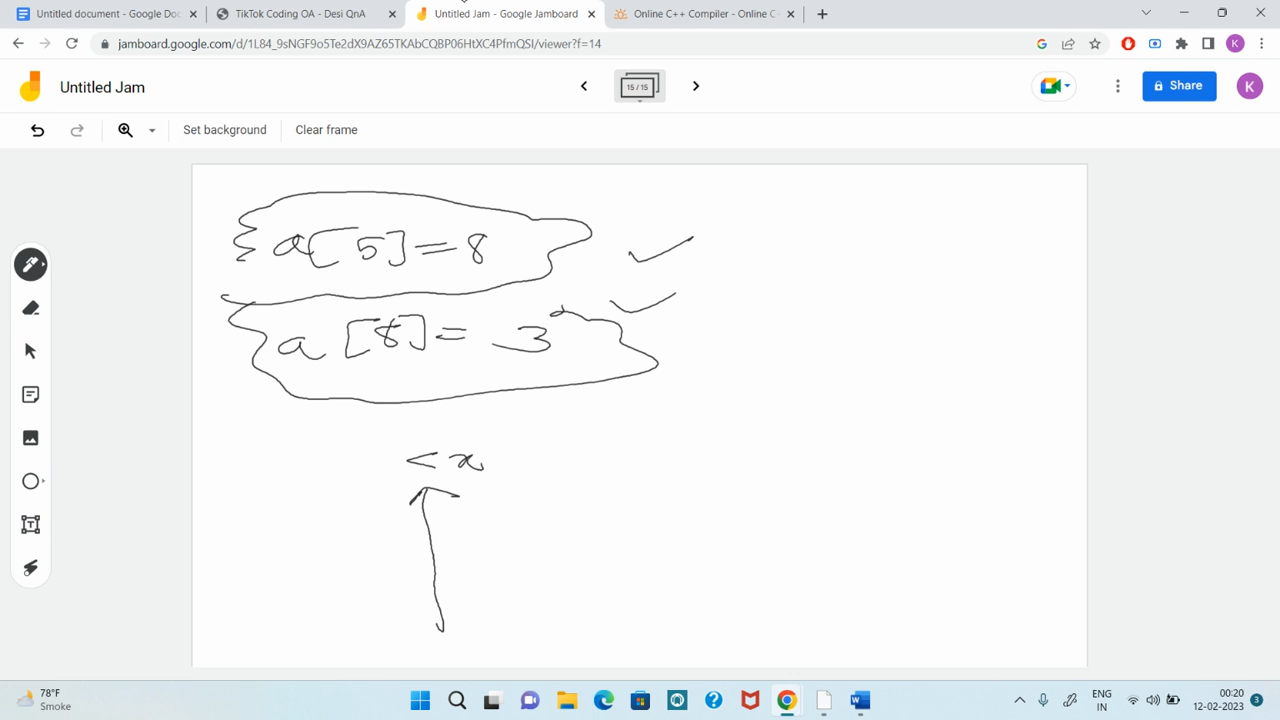 Untitled document - Google Doc
TikTok Coding OA - Desi QnA
Untitled Jam - Google Jamboard
Online C++ Compiler - Online C
jamboard.google.com/d/1L84_9sNGF9o5Tc2dX9AZ65TKAbCQBP06HtXC4PfmQSI/viewer?f=14
K
Untitled Jam
15 / 15
Share
K
Set background
Clear frame
a[5]=8
a[8]=3
<x
78°F
Smoke
ENG
IN
00:20
12-02-2023
3